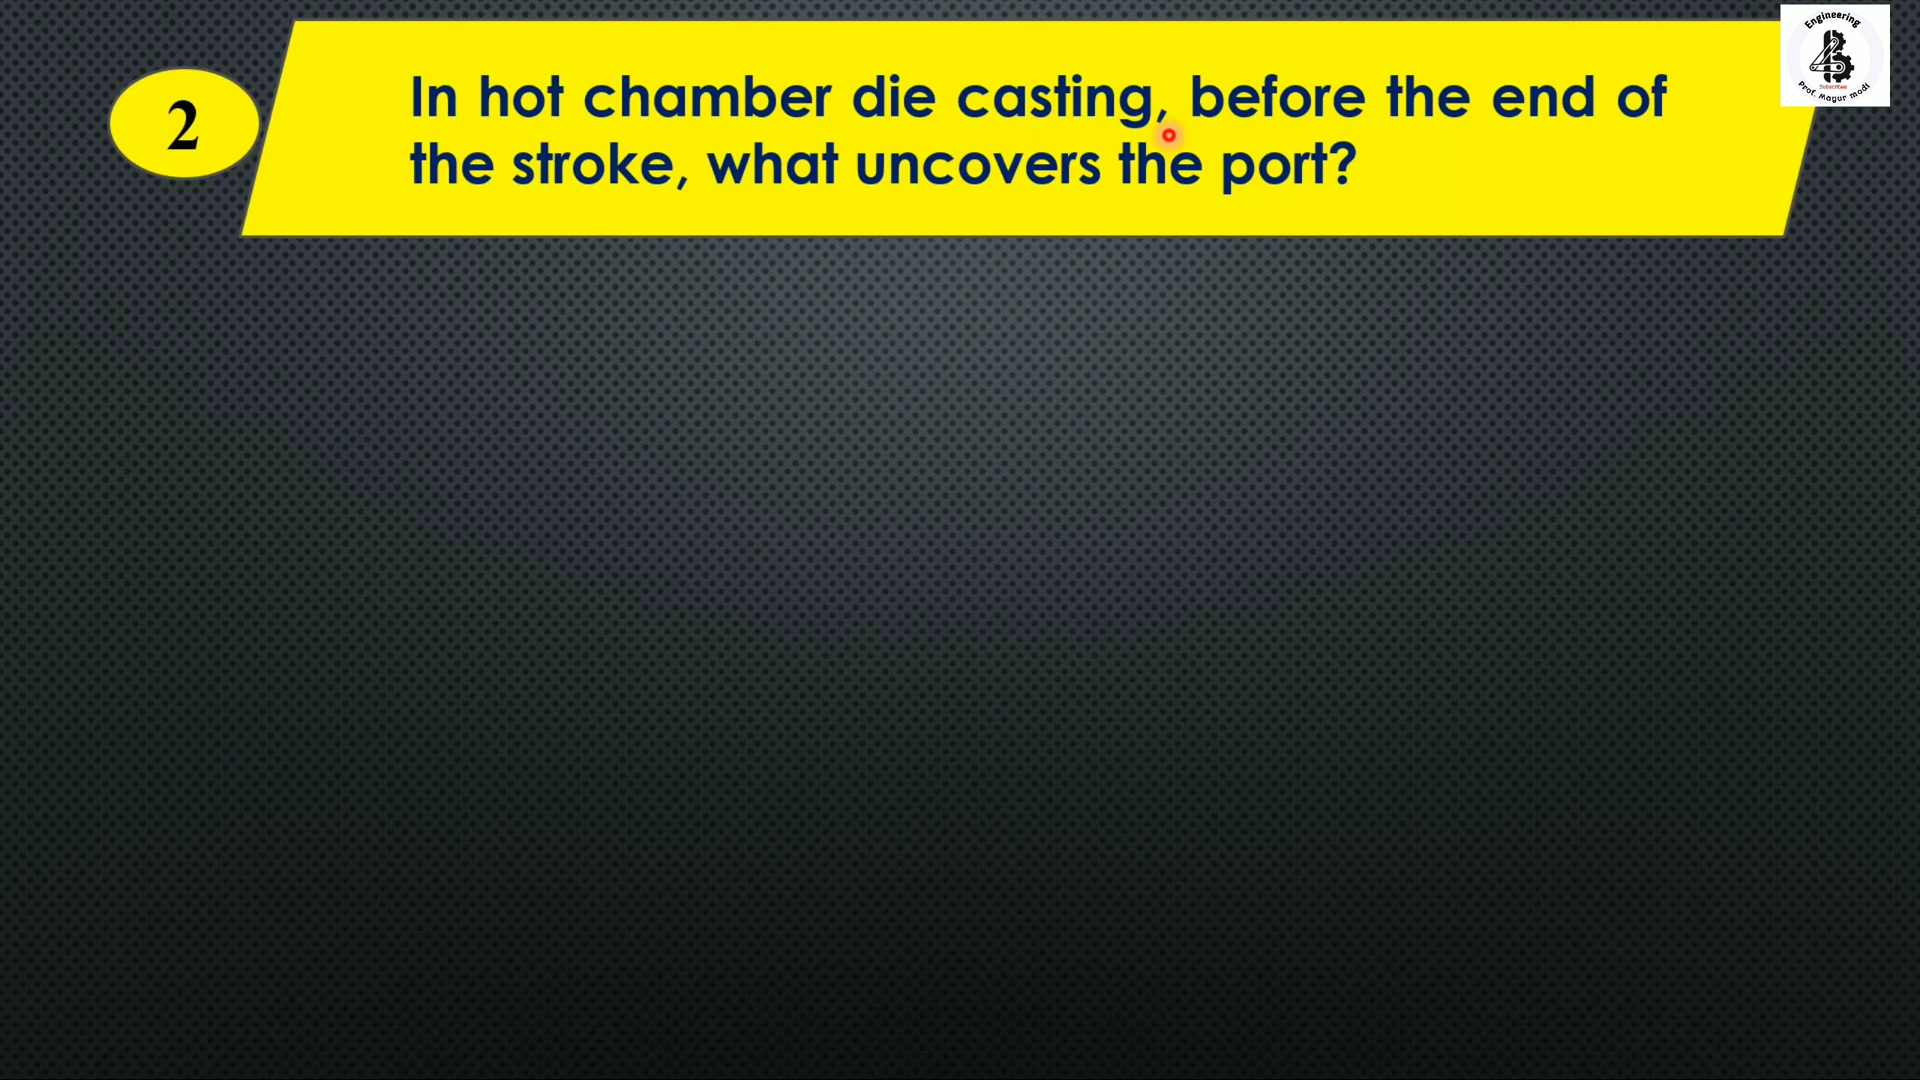 Engineering
In hot chamber die casting, before the end of
2
the stroke, what uncovers the port?
Subscribes
Prof. Mayur modi